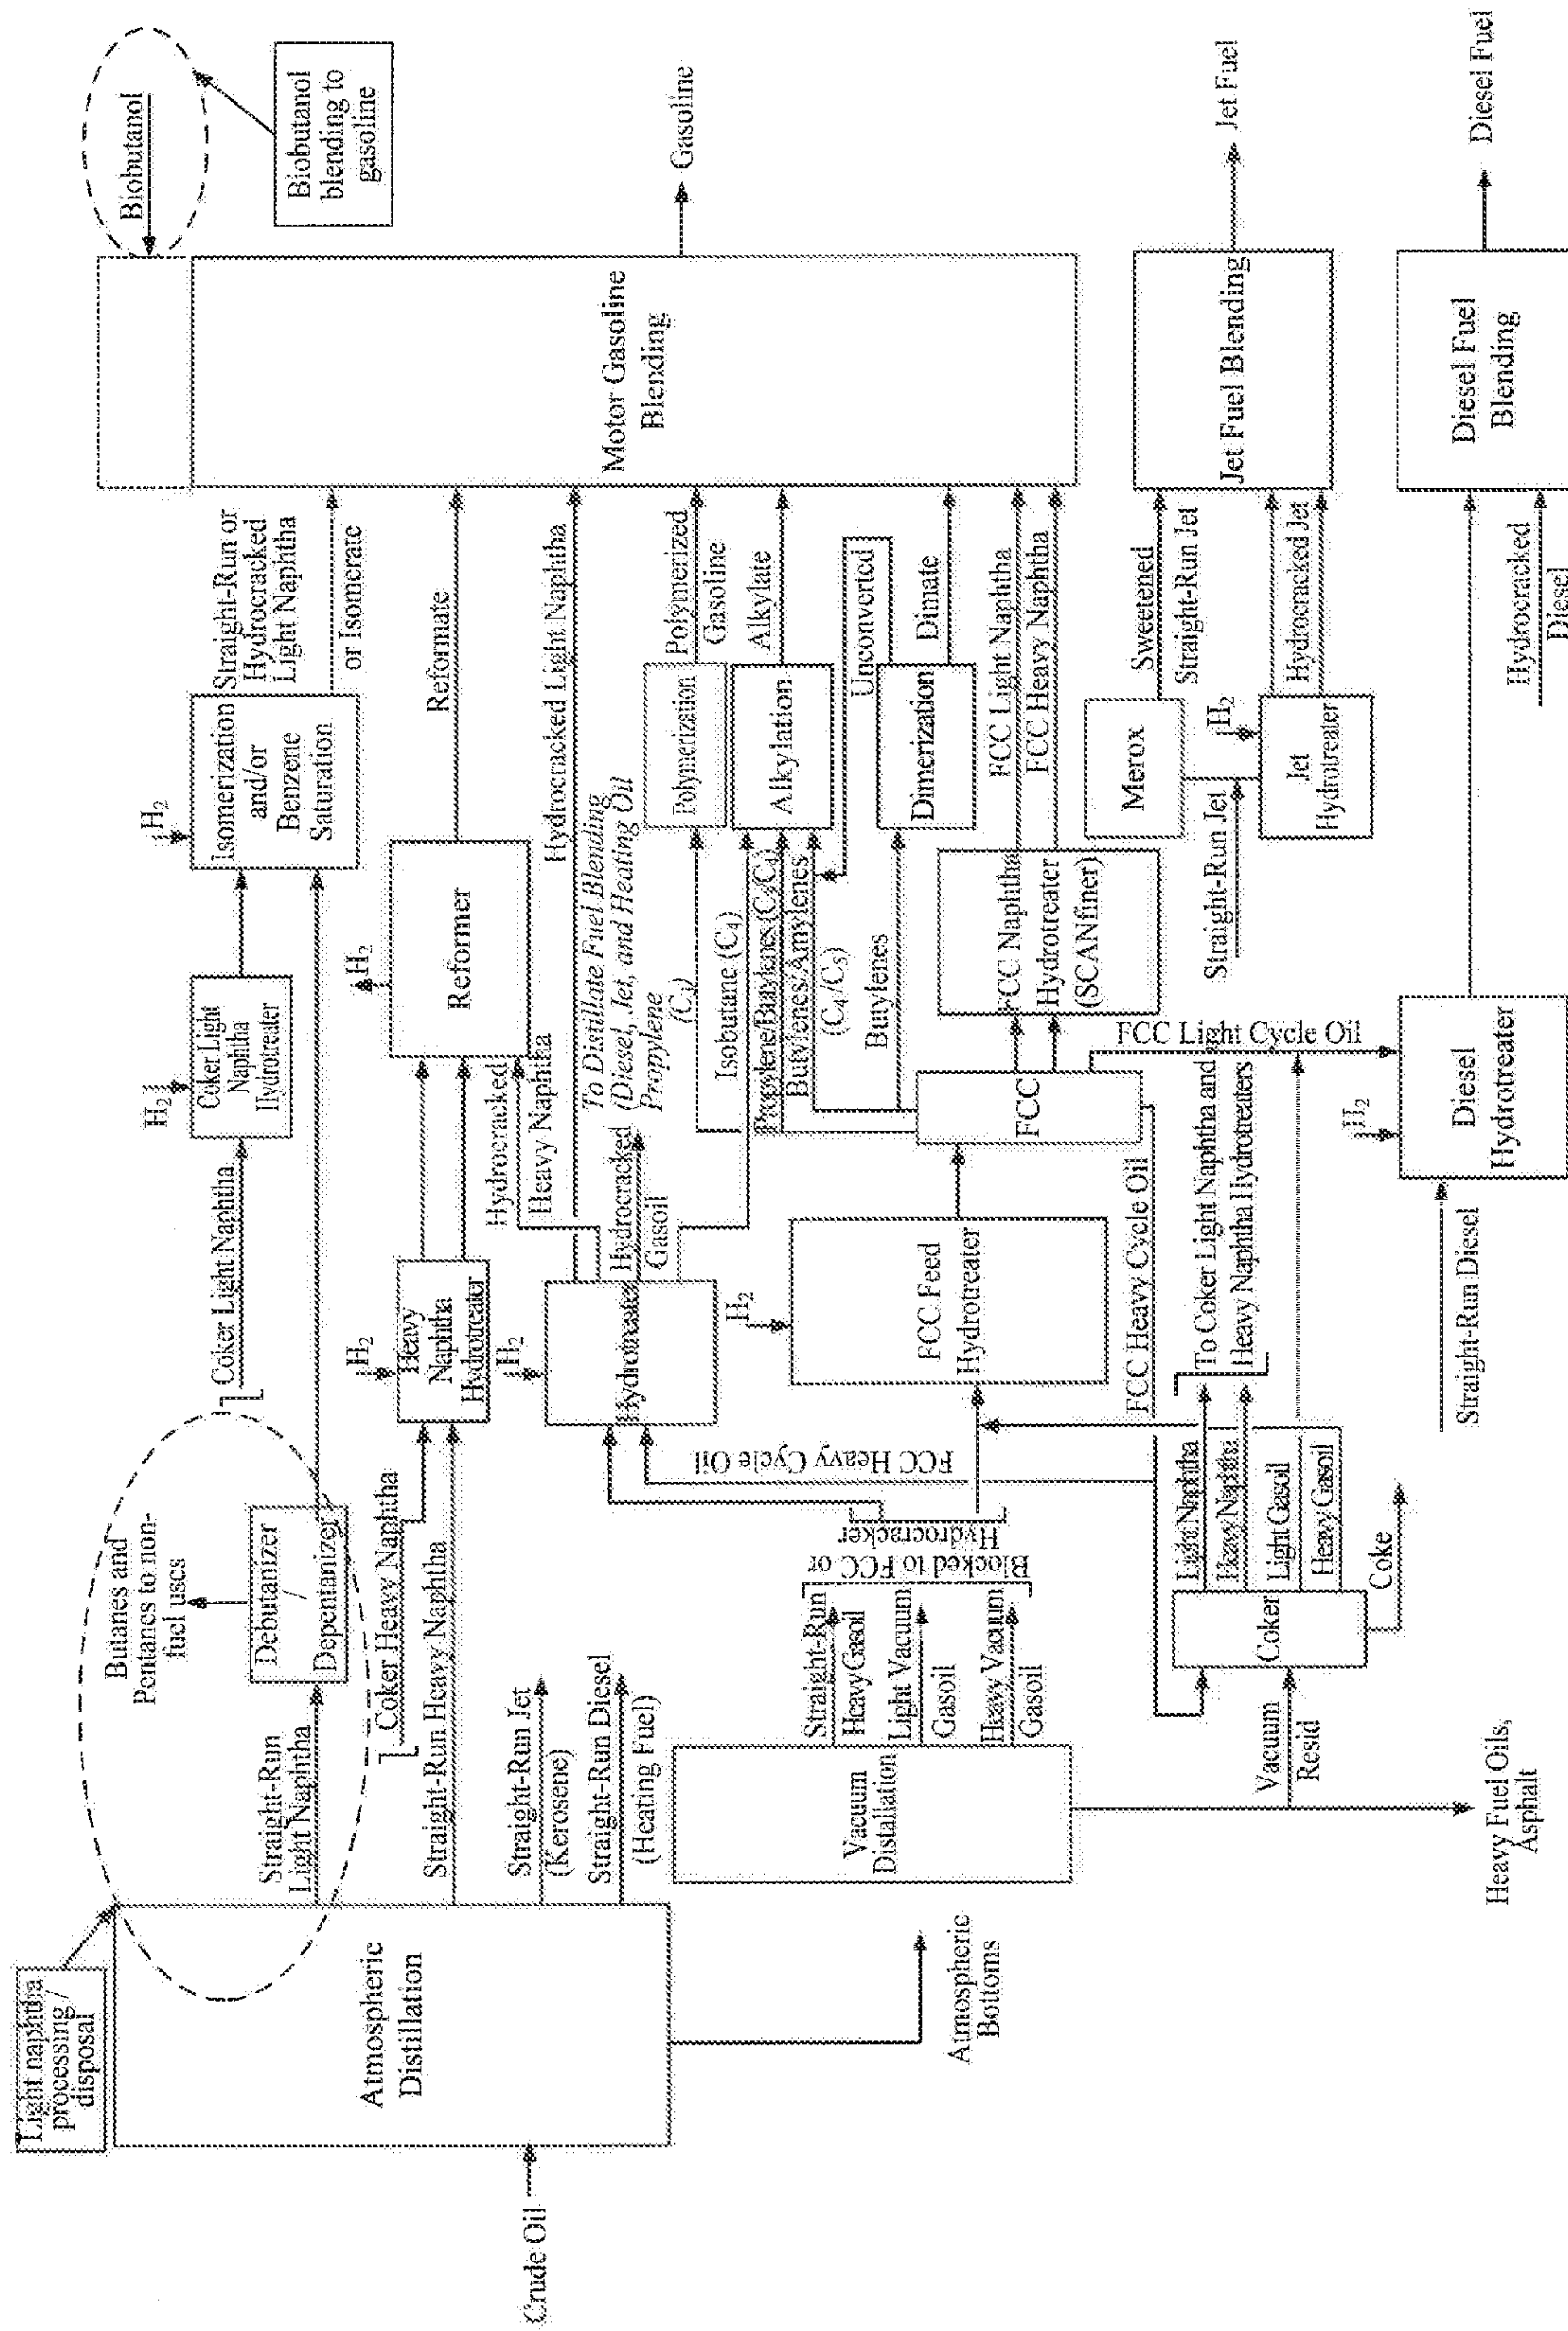 Light naphtha
processing /
disposal
Crude Oil
Atmospheric
Distillation
Atmospheric
Bottoms
Straight-Run
Light Naphtha
Butanes and
Pentanes to non-
fuel uses
Debutanizer
/
Depentanizer
Coker Heavy Naphtha
Straight-Run Heavy Naphtha
Straight-Run Jet
(Kerosene)
Straight-Run Diesel
(Heating Fuel)
Vacuum
Distallation
Straight-Run
Heavy Gasoil
Light Vacuum
Gasoil
Heavy Vacuum
Gasoil
Blocked to FCC or
Hydrocracker
Vacuum
Resid
Heavy Fuel Oils,
Asphalt
Coker
Coke
Light Naphtha
Heavy Naphtha
Light Gasoil
Heavy Gasoil
To Coker Light Naphtha and
Heavy Naphtha Hydrotreaters
FCC Heavy Cycle Oil
FCC Heavy Cycle Oil
Coker Light Naphtha
H2
Coker Light
Naphtha
Hydrotreater
H2
Heavy
Naphtha
Hydrotreater
H2
Hydrotreater
H2
FCC Feed
Hydrotreater
Hydrocracked
Heavy Naphtha
Hydrocracked
Gasoil
To Distillate Fuel Blending
(Diesel, Jet, and Heating Oil
Propylene
(C3)
Isobutane (C4)
Propylene/Butylenes (C3/C4)
Butylenes/Amylenes
(C4/C5)
Butylenes
FCC
FCC Light Cycle Oil
Straight-Run Diesel
H2
Diesel
Hydrotreater
H2
Isomerization
and/or
Benzene
Saturation
Straight-Run or
Hydrocracked
Light Naphtha
or Isomerate
H2
Reformer
Reformate
Hydrocracked Light Naphtha
Polymerization
Polymerized
Gasoline
Alkylation
Alkylate
Unconverted
Dimerization
Dimate
FCC Naphtha
Hydrotreater
(SCANfiner)
FCC Light Naphtha
FCC Heavy Naphtha
Straight-Run Jet
Merox
Sweetened
Straight-Run Jet
H2
Jet
Hydrotreater
Hydrocracked Jet
Hydrocracked
Diesel
Motor Gasoline
Blending
Jet Fuel Blending
Diesel Fuel
Blending
Biobutanol
Biobutanol
blending to
gasoline
Gasoline
Jet Fuel
Diesel Fuel